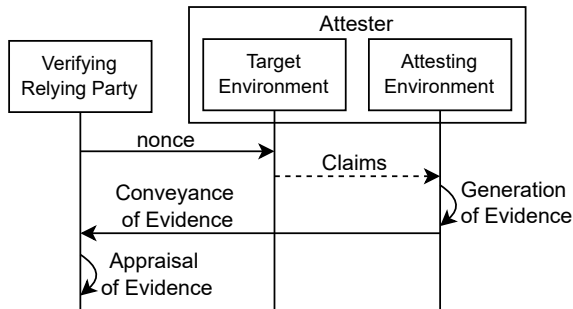 Attester
Verifying
Relying Party
Target
Environment
Attesting
Environment
nonce
Claims
Generation
of Evidence
Conveyance
of Evidence
Appraisal
of Evidence